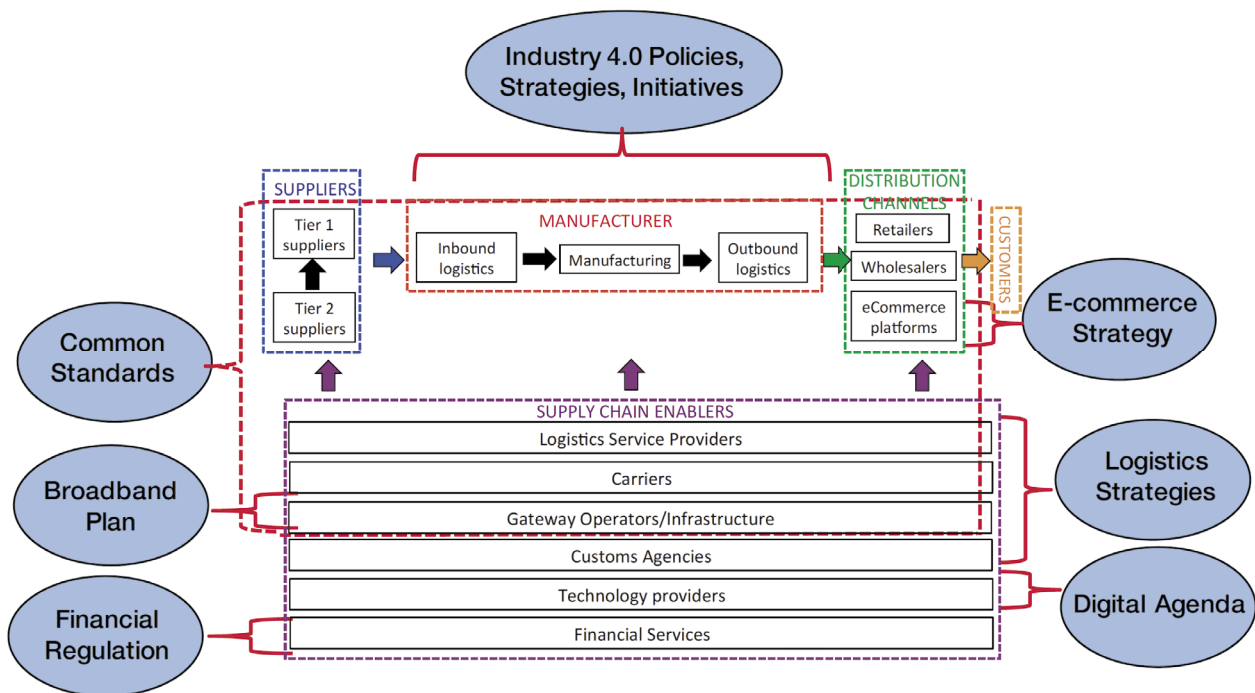 Industry 4.0 Policies,
Strategies, Initiatives
SUPPLIERS
Tier 1
suppliers
Tier 2
suppliers
MANUFACTURER
Inbound
logistics
Manufacturing
Outbound
logistics
DISTRIBUTION
CHANNELS
Retailers
Wholesalers
eCommerce
platforms
CUSTOMERS
E-commerce
Strategy
Common
Standards
SUPPLY CHAIN ENABLERS
Logistics Service Providers
Carriers
Gateway Operators/Infrastructure
Customs Agencies
Technology providers
Financial Services
Logistics
Strategies
Broadband
Plan
Digital Agenda
Financial
Regulation